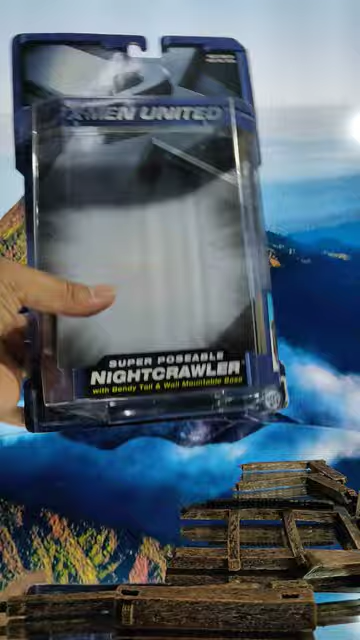 X-MEN UNITED
SUPER POSEABLE
NIGHTCRAWLER
with Bendy Tail & Wall Mountable Base